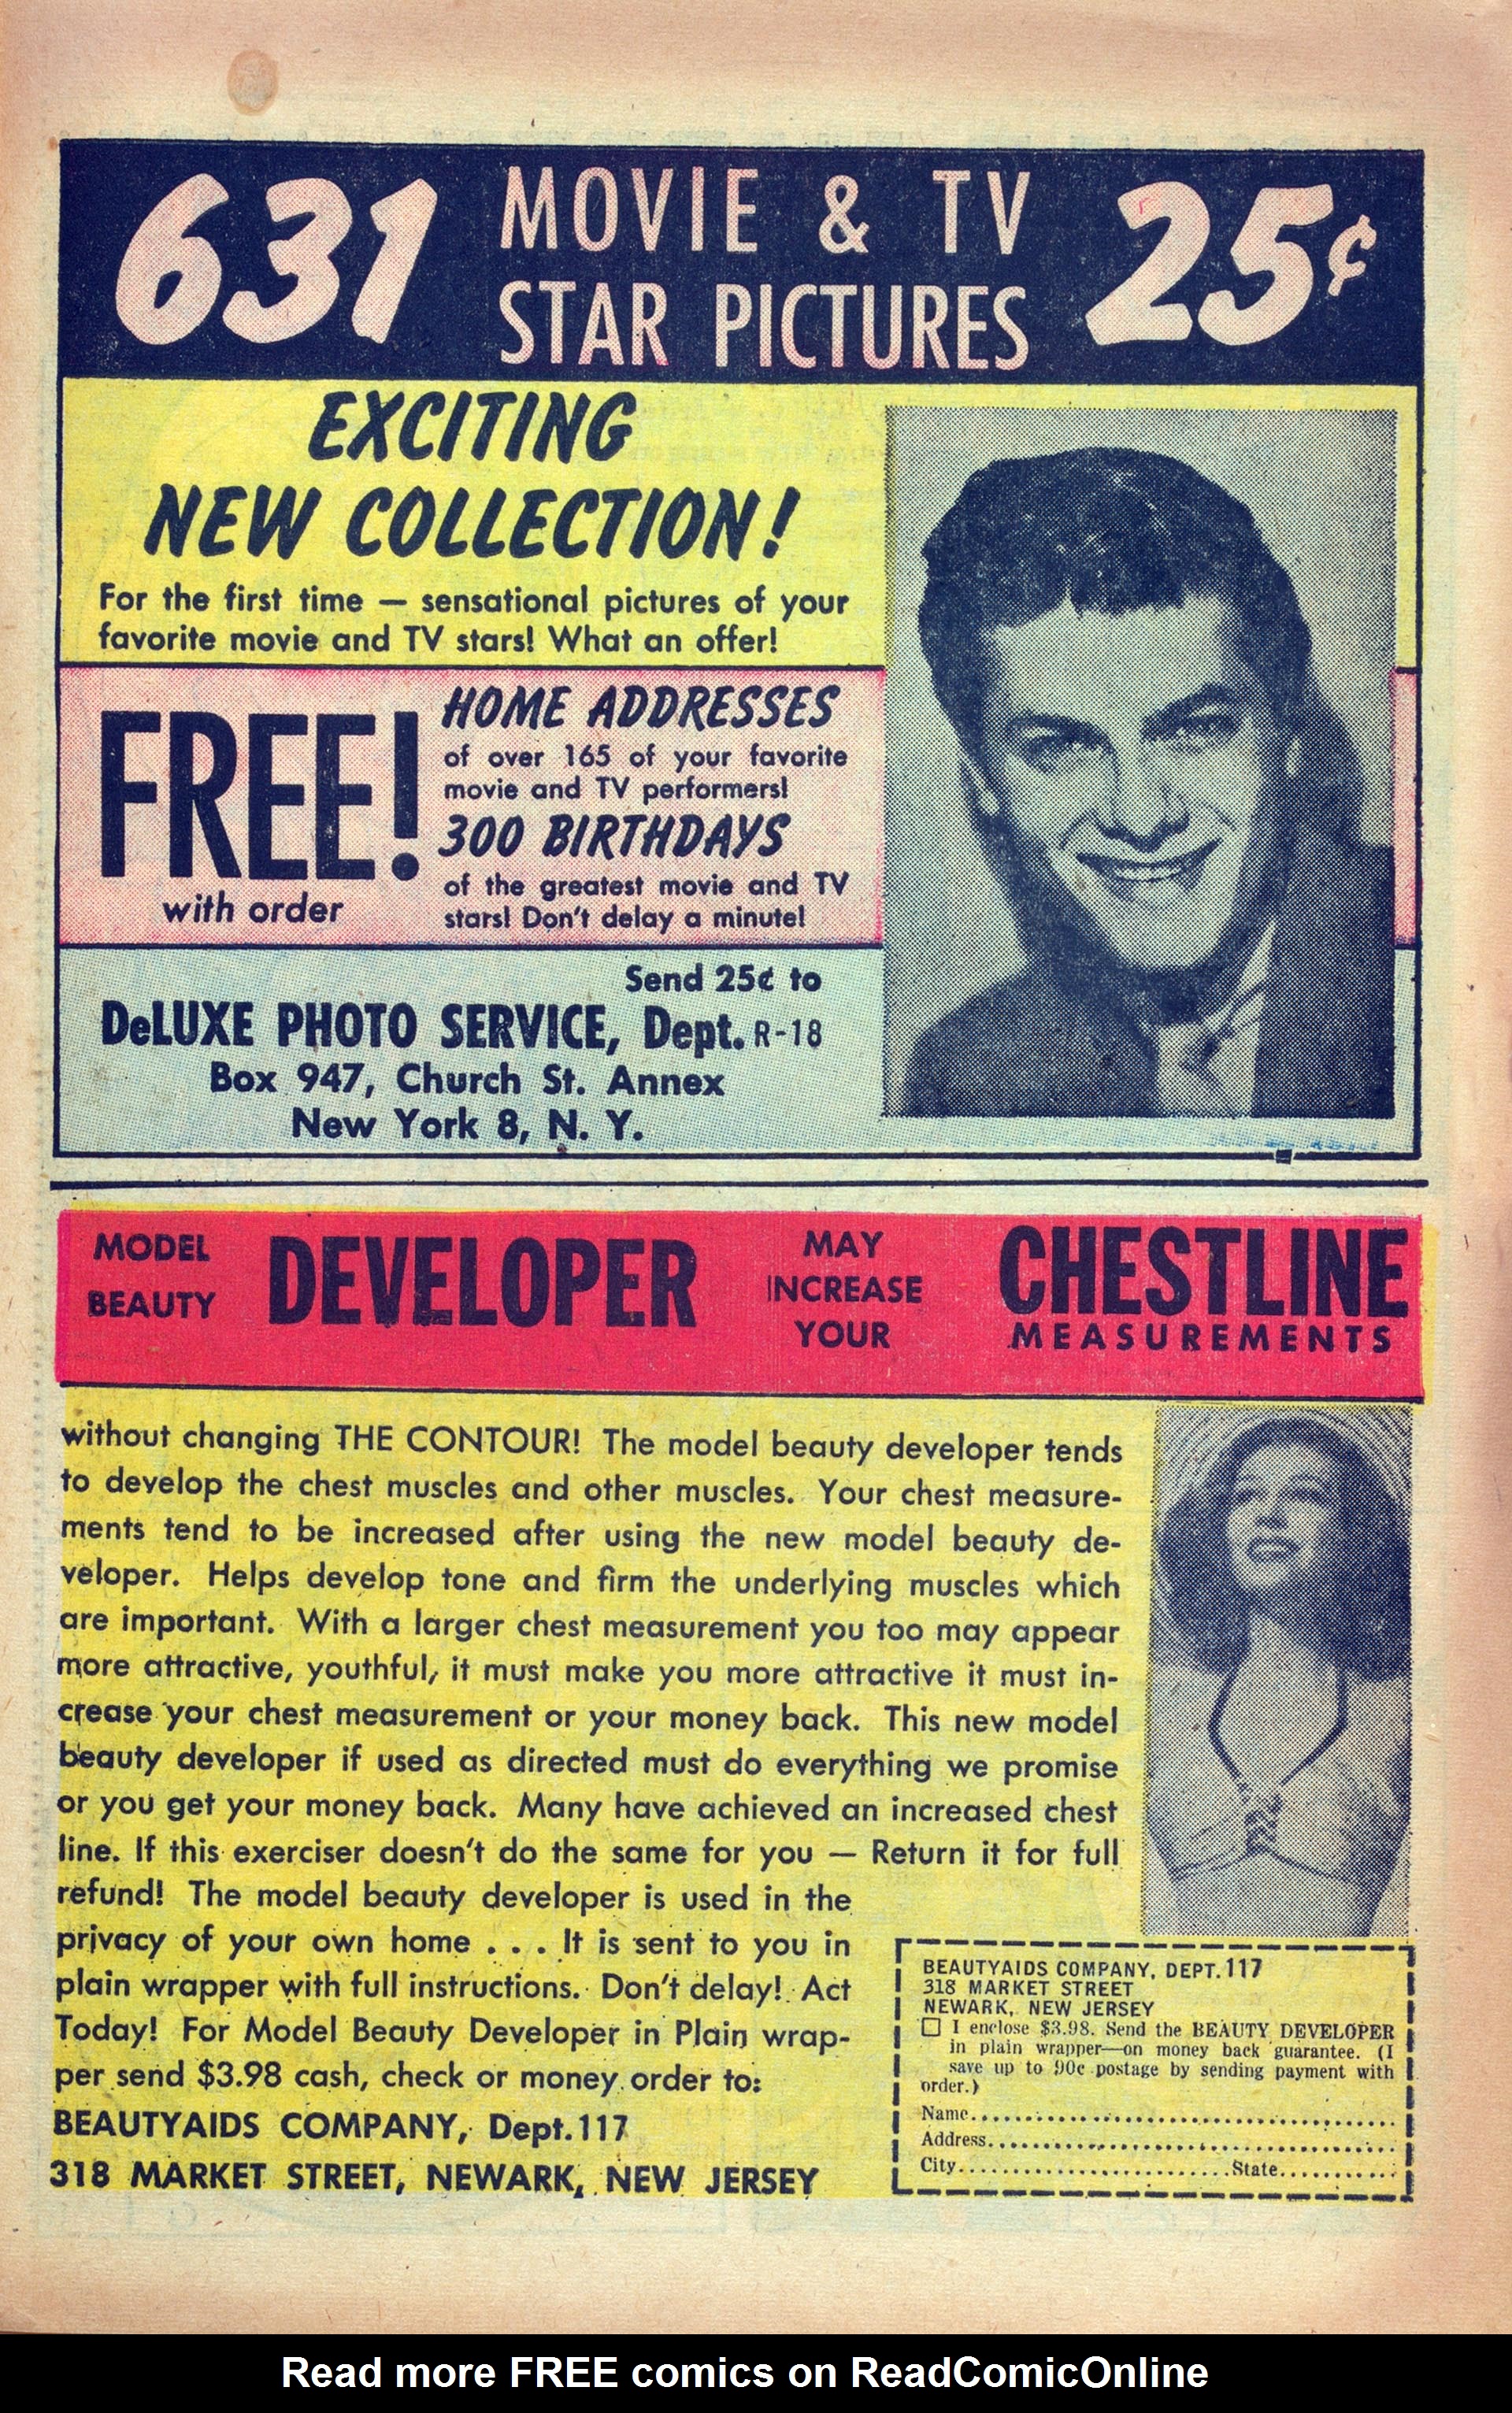 631 MOVIE & TV 25¢
STAR PICTURES
EXCITING
NEW COLLECTION!
For the first time — sensational pictures of your
favorite movie and TV stars! What an offer!
FREE!
with order
HOME ADDRESSES
of over 165 of your favorite
movie and TV performers!
300 BIRTHDAYS
of the greatest movie and TV
stars! Don't delay a minute!
Send 25¢ to
DeLUXE PHOTO SERVICE, Dept. R-18
Box 947, Church St. Annex
New York 8, N. Y.
MODEL
BEAUTY
DEVELOPER
MAY
INCREASE
YOUR
CHESTLINE
MEASUREMENTS
without changing THE CONTOUR! The model beauty developer tends
to develop the chest muscles and other muscles. Your chest measure-
ments tend to be increased after using the new model beauty de-
veloper. Helps develop tone and firm the underlying muscles which
are important. With a larger chest measurement you too may appear
more attractive, youthful, it must make you more attractive it must in-
crease your chest measurement or your money back. This new model
beauty developer if used as directed must do everything we promise
or you get your money back. Many have achieved an increased chest
line. If this exerciser doesn't do the same for you — Return it for full
refund! The model beauty developer is used in the
privacy of your own home . . . It is sent to you in
plain wrapper with full instructions. Don't delay! Act
Today! For Model Beauty Developer in Plain wrap-
per send $3.98 cash, check or money order to:
BEAUTYAIDS COMPANY, Dept. 117
318 MARKET STREET, NEWARK, NEW JERSEY
BEAUTYAIDS COMPANY, DEPT. 117
318 MARKET STREET
NEWARK, NEW JERSEY
☐ I enclose $3.98. Send the BEAUTY DEVELOPER
in plain wrapper—on money back guarantee. (I
save up to 90c postage by sending payment with
order.)
Name
Address
City State
Read more FREE comics on ReadComicOnline